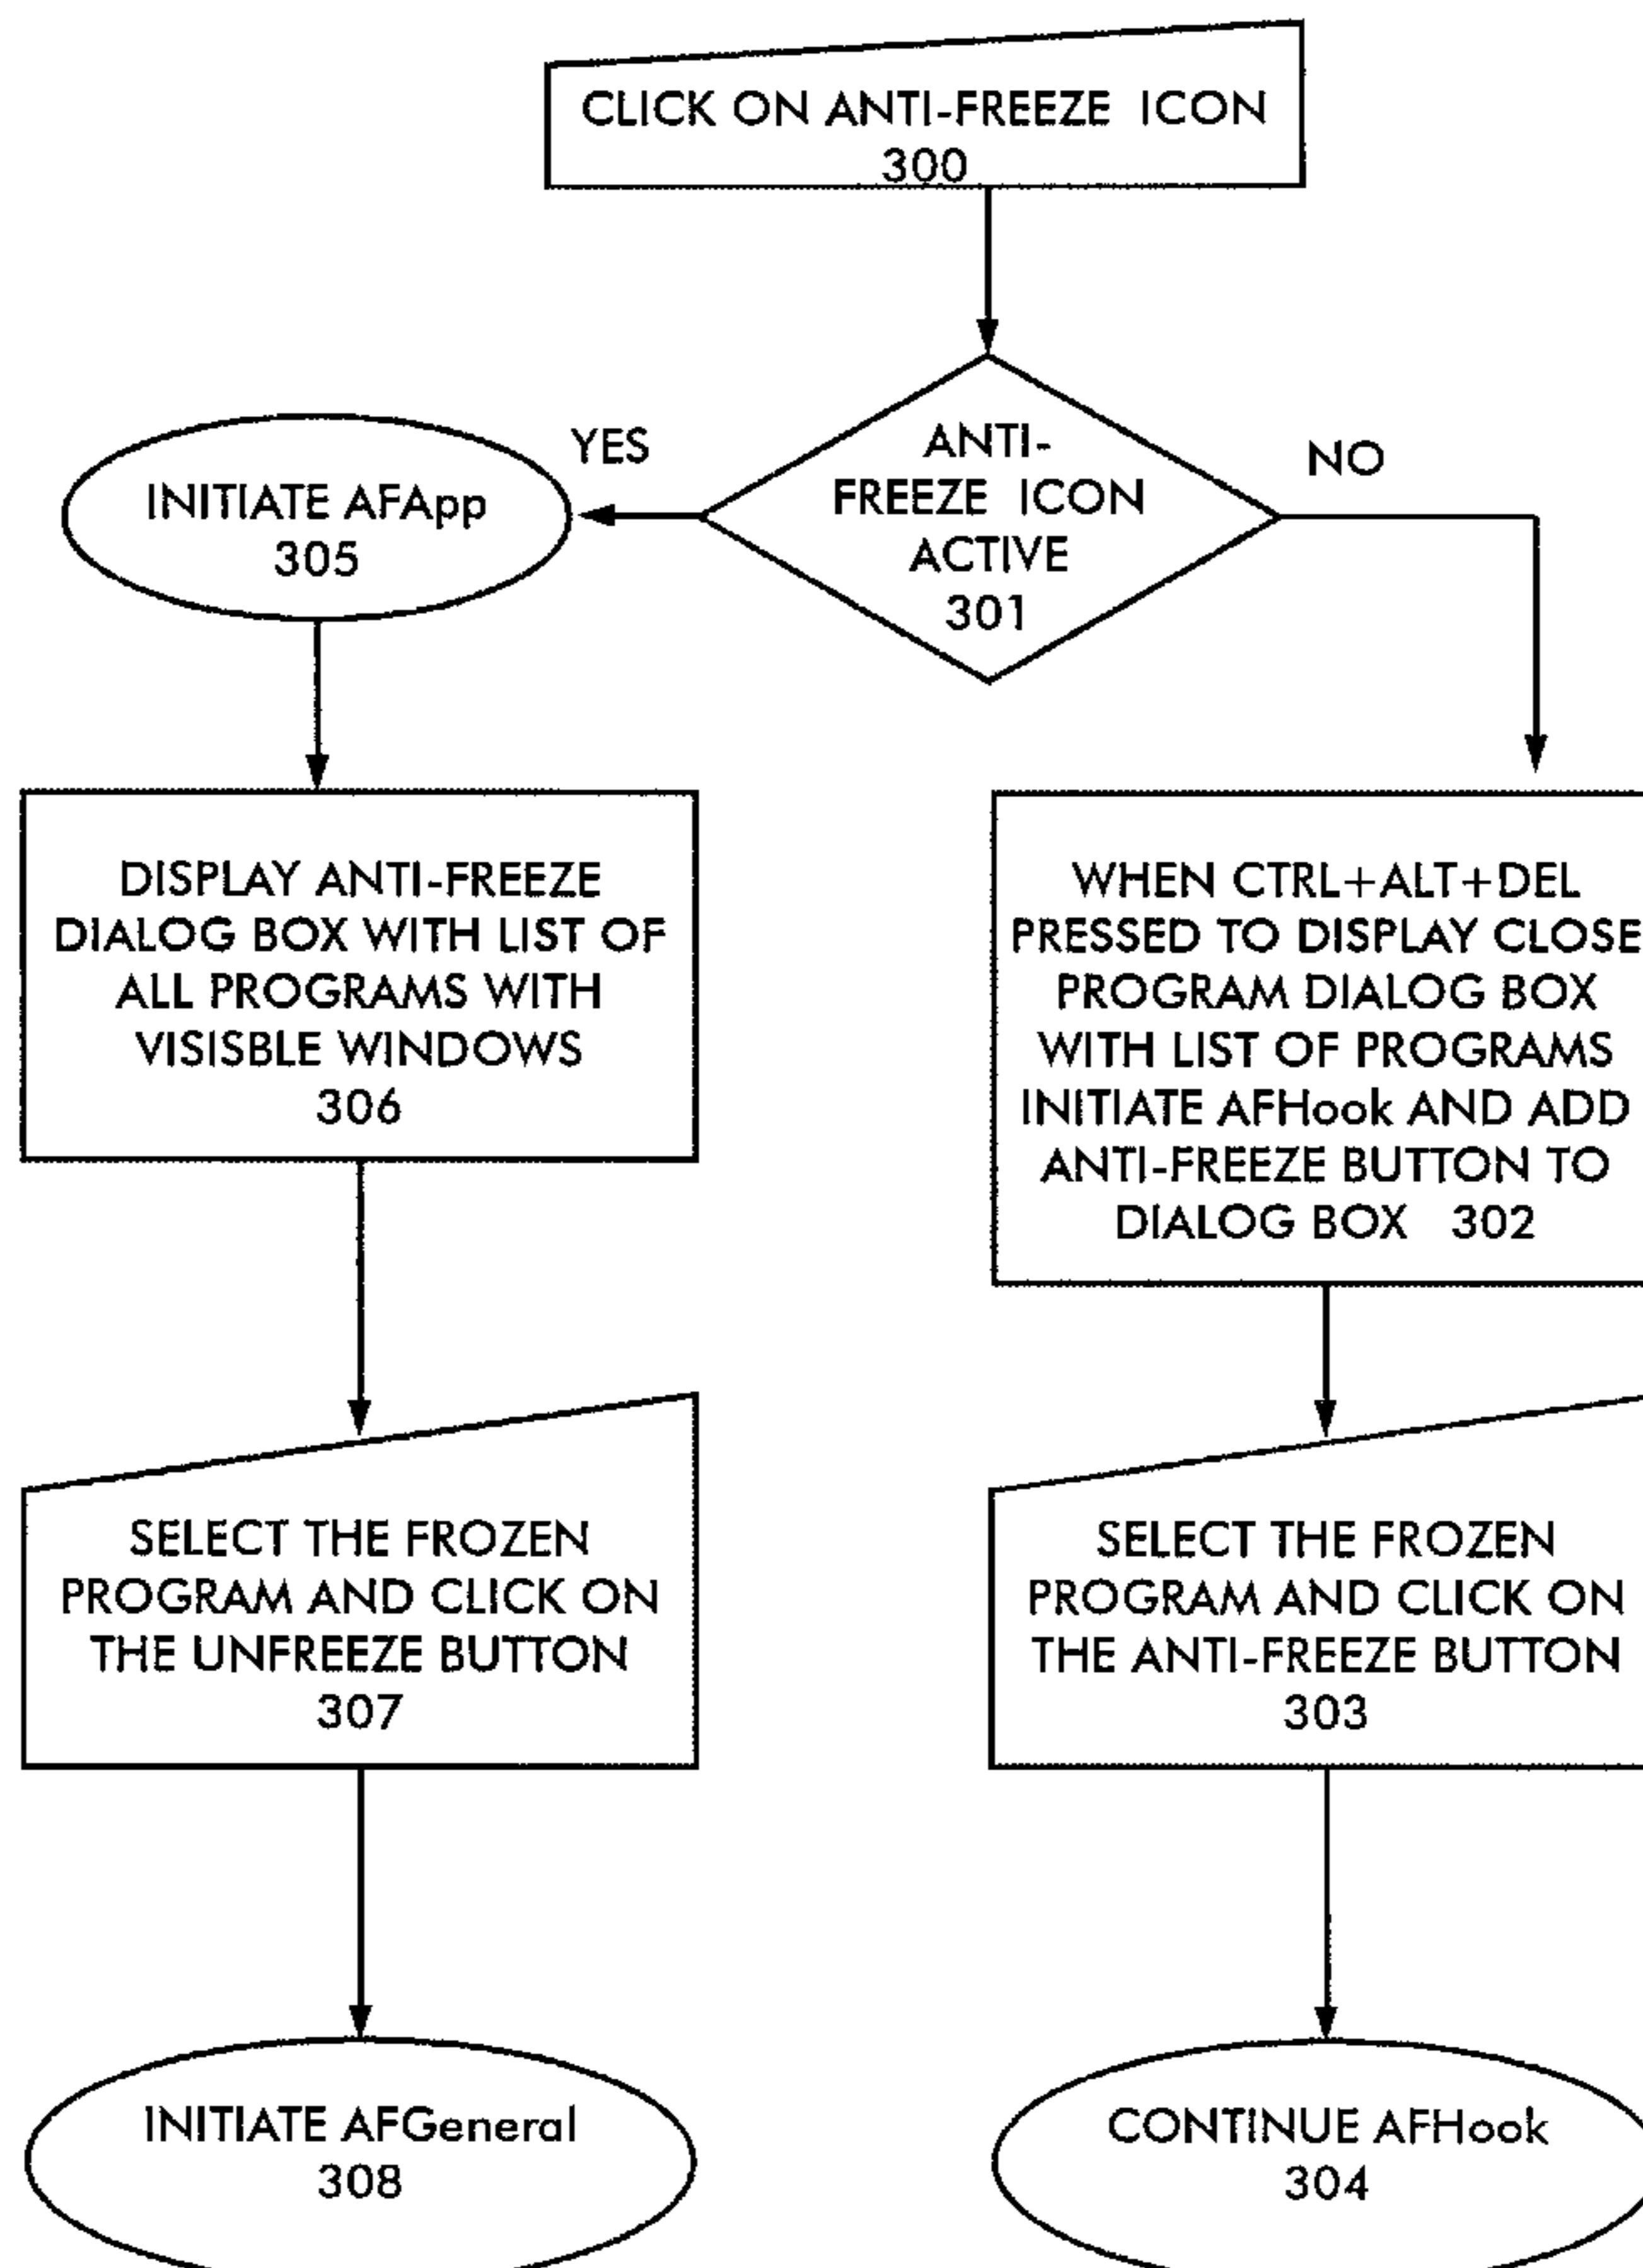 CLICK ON ANTI-FREEZE ICON
300
ANTI-
FREEZE ICON
ACTIVE
301
YES
NO
INITIATE AFApp
305
DISPLAY ANTI-FREEZE
DIALOG BOX WITH LIST OF
ALL PROGRAMS WITH
VISISBLE WINDOWS
306
SELECT THE FROZEN
PROGRAM AND CLICK ON
THE UNFREEZE BUTTON
307
INITIATE AFGeneral
308
WHEN CTRL+ALT+DEL
PRESSED TO DISPLAY CLOSE
PROGRAM DIALOG BOX
WITH LIST OF PROGRAMS
INITIATE AFHook AND ADD
ANTI-FREEZE BUTTON TO
DIALOG BOX 302
SELECT THE FROZEN
PROGRAM AND CLICK ON
THE ANTI-FREEZE BUTTON
303
CONTINUE AFHook
304